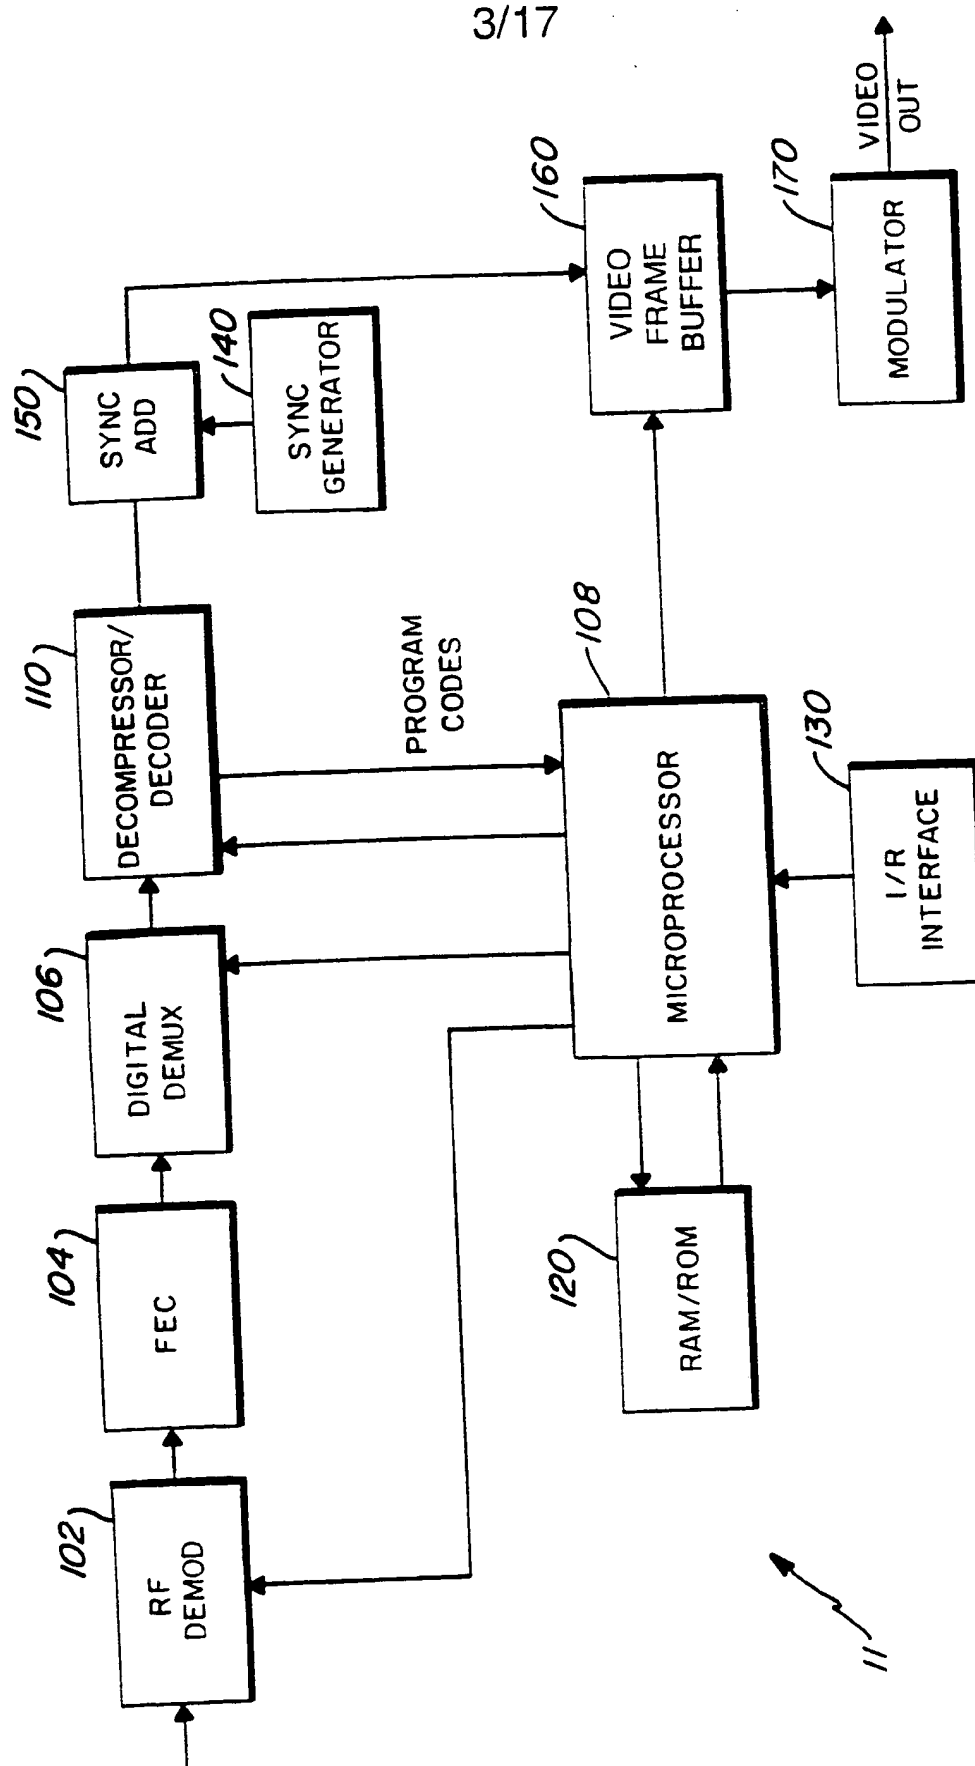 3/17
102
RF
DEMOD
104
FEC
106
DIGITAL
DEMUX
110
DECOMPRESSOR/
DECODER
150
SYNC
ADD
140
SYNC
GENERATOR
PROGRAM
CODES
108
MICROPROCESSOR
120
RAM/ROM
130
I/R
INTERFACE
160
VIDEO
FRAME
BUFFER
170
MODULATOR
VIDEO
OUT
11